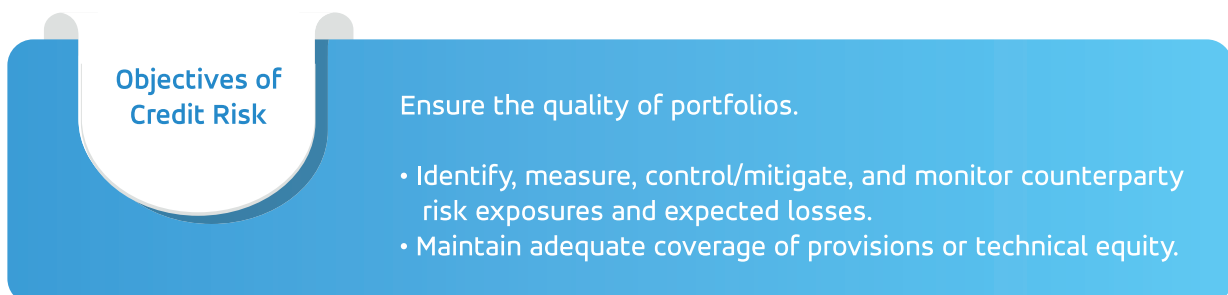 Objectives of
Credit Risk
Ensure the quality of portfolios.
• Identify, measure, control/mitigate, and monitor counterparty
risk exposures and expected losses.
• Maintain adequate coverage of provisions or technical equity.